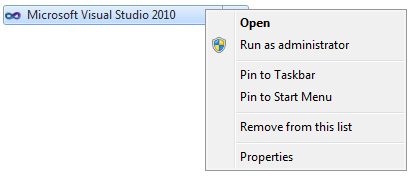 Microsoft Visual Studio 2010
Open
Run as administrator
Pin to Taskbar
Pin to Start Menu
Remove from this list
Properties